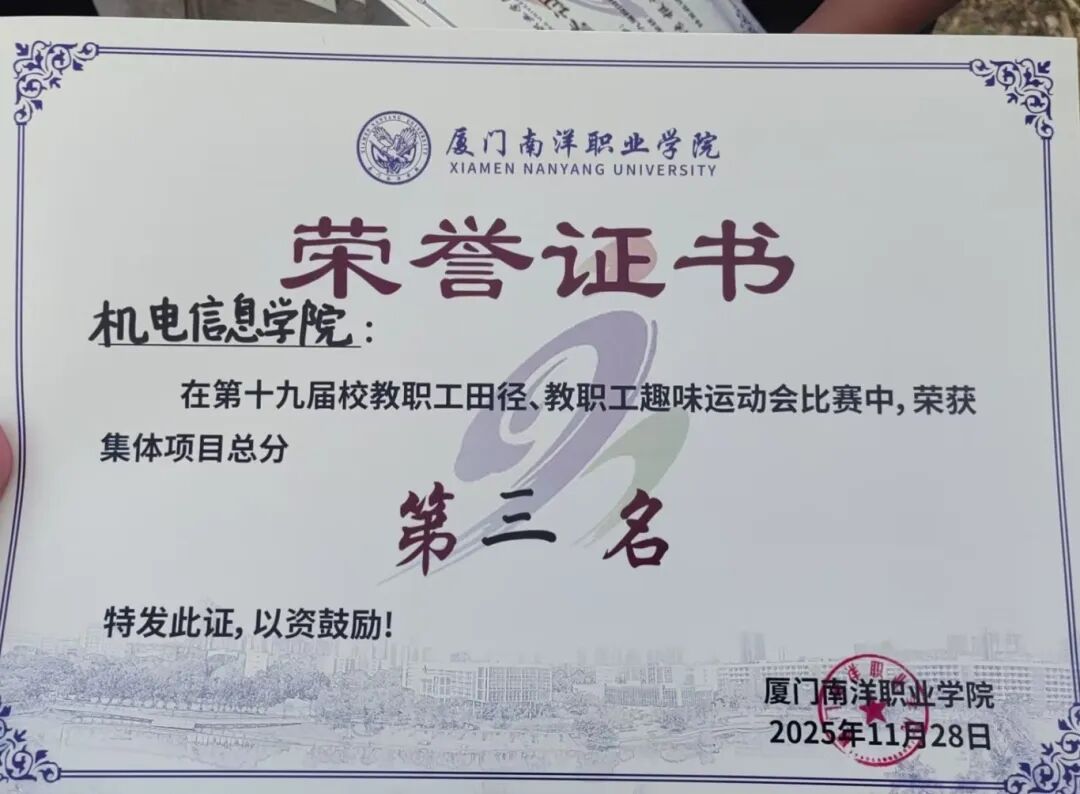 厦门南洋职业学院
XIAMEN NANYANG UNIVERSITY
荣誉证书
机电信息学院：
在第十九届校教职工田径、教职工趣味运动会比赛中，荣获
集体项目总分
第三名
特发此证，以资鼓励！
厦门南洋职业学院
2025年11月28日